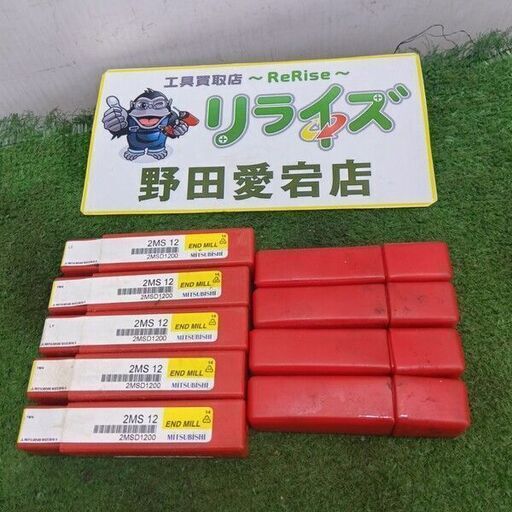 工具買取店 ～ReRise～
リライズ
野田愛宕店
2MS 12
2MSD1200
END MILL
MITSUBISHI
2MS 12
2MSD1200
END MILL
MITSUBISHI
2MS 12
2MSD1200
END MILL
MITSUBISHI
2MS 12
2MSD1200
END MILL
MITSUBISHI
2MS 12
2MSD1200
END MILL
MITSUBISHI